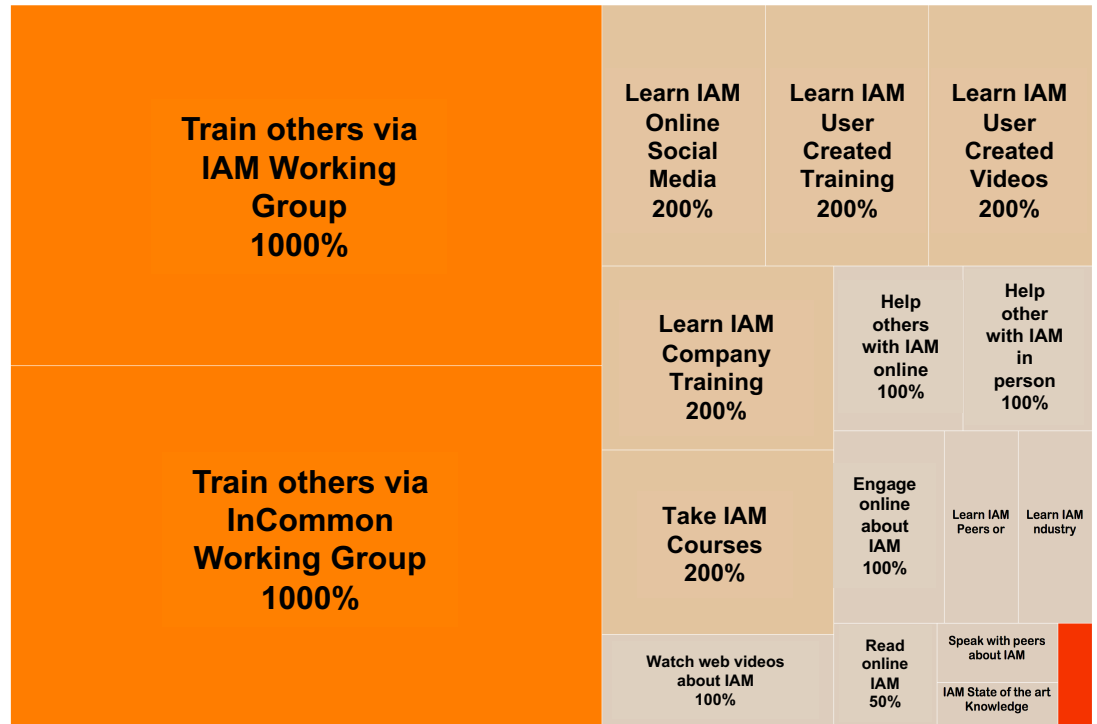 Train others via
IAM Working
Group
1000%
Train others via
InCommon
Working Group
1000%
Learn IAM
Online
Social
Media
200%
Learn IAM
User
Created
Training
200%
Learn IAM
User
Created
Videos
200%
Learn IAM
Company
Training
200%
Help
others
with IAM
online
100%
Help
other
with IAM
in
person
100%
Take IAM
Courses
200%
Engage
online
about
IAM
100%
Learn IAM
Peers or
Learn IAM
ndustry
Watch web videos
about IAM
100%
Read
online
IAM
50%
Speak with peers
about IAM
IAM State of the art
Knowledge